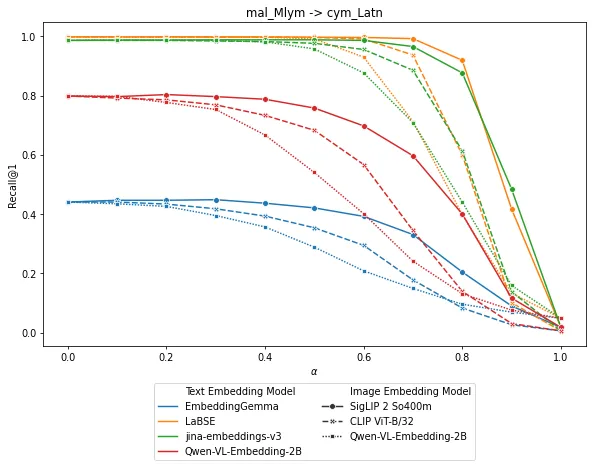 mal_Mlym -> cym_Latn
1.0
0.8
0.6
0.4
0.2
0.0
Recall@1
0.0 0.2 0.4 0.6 0.8 1.0
α
Text Embedding Model Image Embedding Model
EmbeddingGemma SigLIP 2 So400m
LaBSE CLIP ViT-B/32
jina-embeddings-v3 Qwen-VL-Embedding-2B
Qwen-VL-Embedding-2B